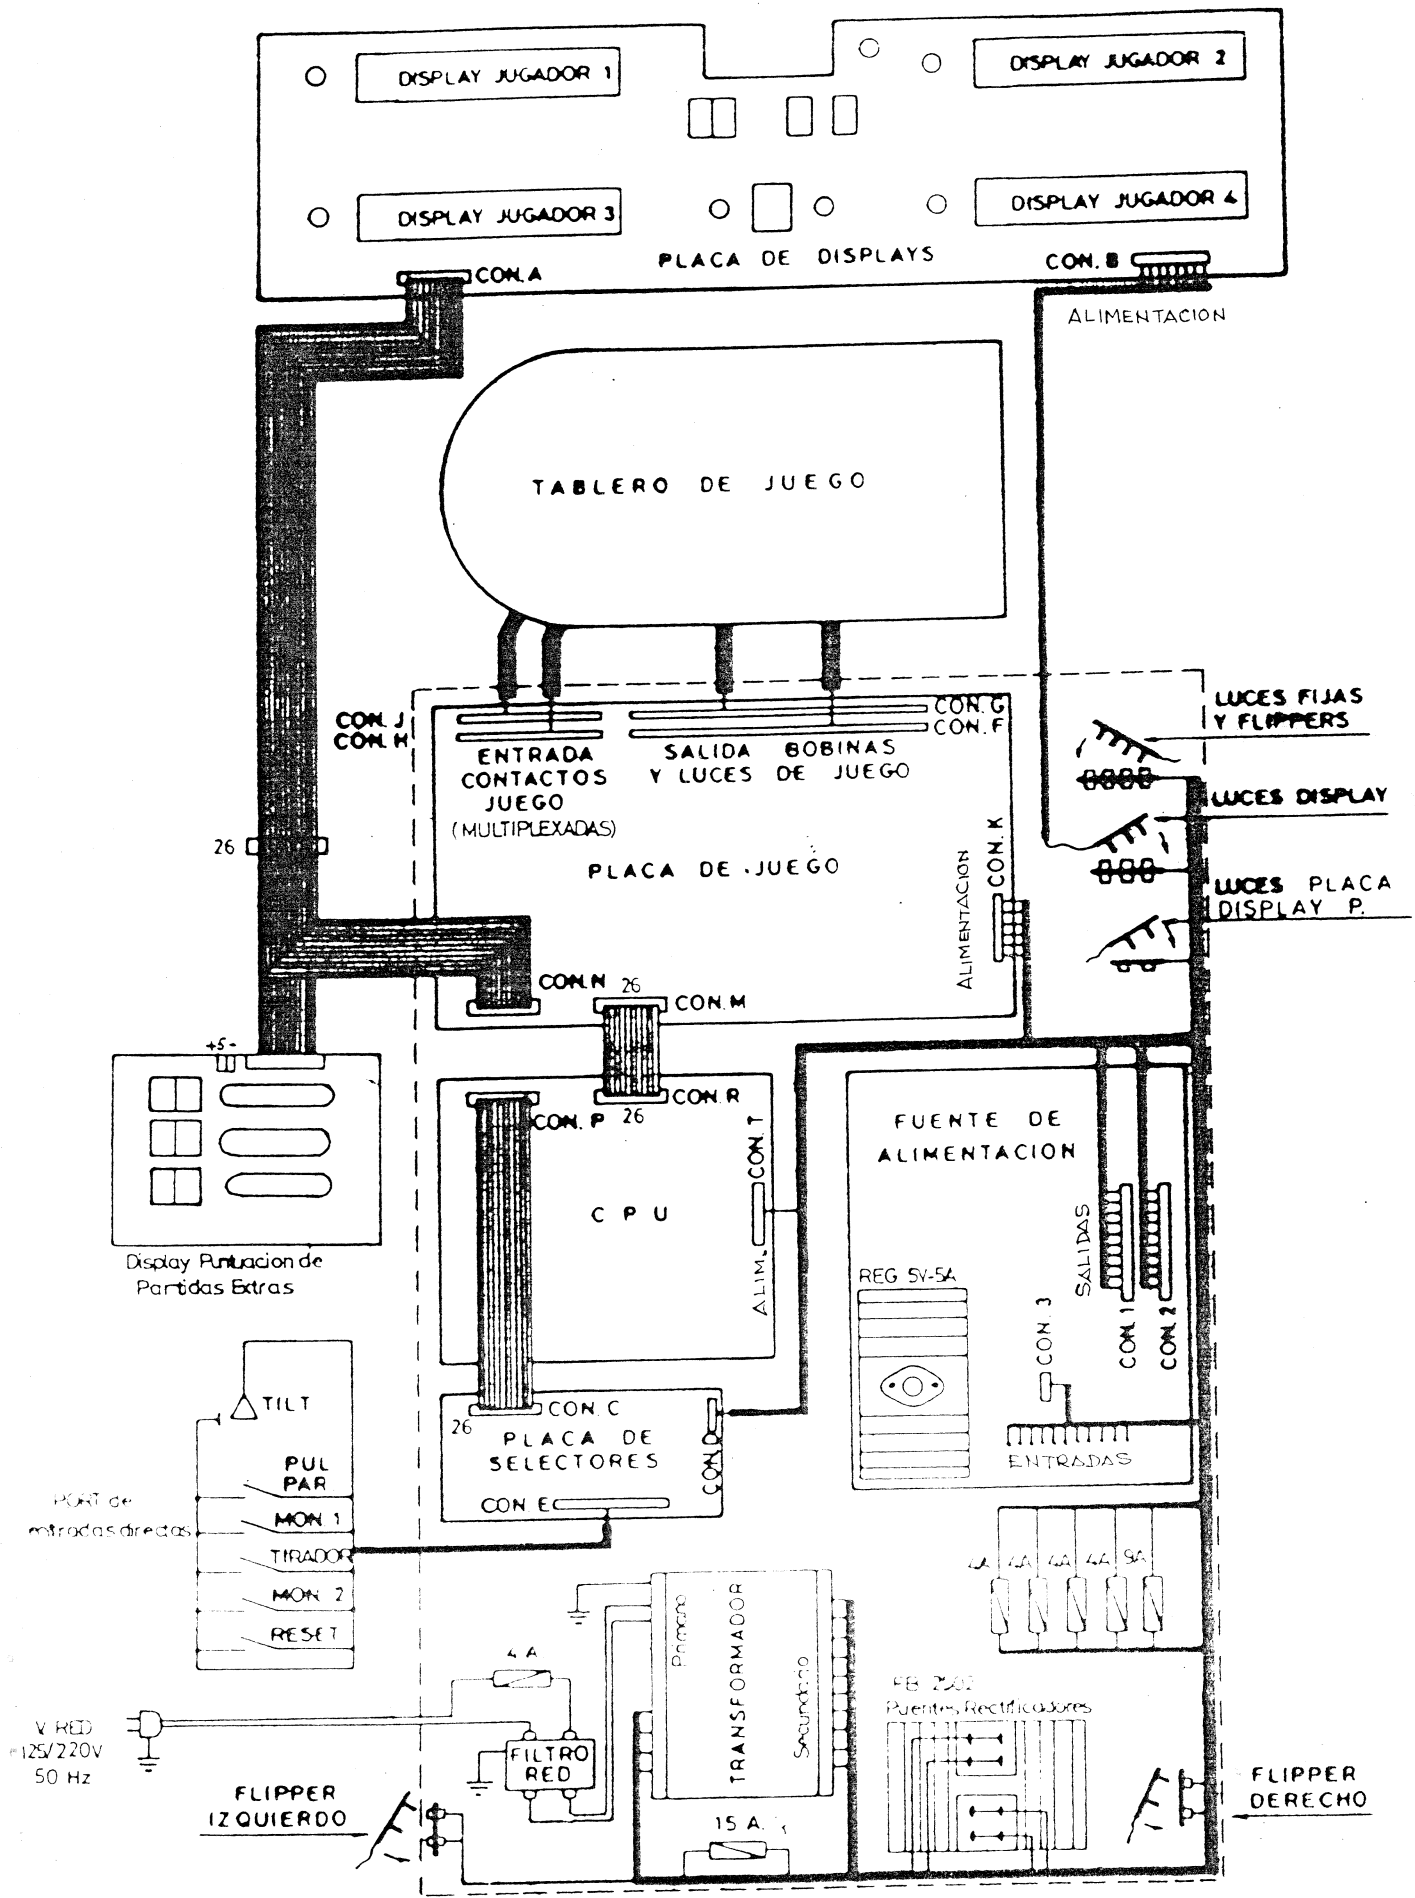 DISPLAY JUGADOR 1
DISPLAY JUGADOR 2
DISPLAY JUGADOR 3
DISPLAY JUGADOR 4
PLACA DE DISPLAYS
CON.A
CON. B
ALIMENTACION
TABLERO DE JUEGO
CON. J
CON. H
CON. G
CON. F
ENTRADA
CONTACTOS
JUEGO
(MULTIPLEXADAS)
SALIDA BOBINAS
Y LUCES DE JUEGO
PLACA DE JUEGO
ALIMENTACION
CON. K
LUCES FIJAS
Y FLIPPERS
LUCES DISPLAY
LUCES PLACA
DISPLAY P.
26
CON.N
26
CON. M
+5-
CON. P
26
CON. R
CON. T
CPU
ALIM.
Display Puntuacion de
Partidas Extras
FUENTE DE
ALIMENTACION
SALIDAS
REG 5V-5A
CON. 3
CON. 1
CON. 2
ENTRADAS
26
CON. C
PLACA DE
SELECTORES
CON.D
CON E
TILT
PUL
PAR
MON 1
TIRADOR
MON 2
RESET
PORT de
entradas directas
4A
4A
4A
4A
8A
Primario
TRANSFORMADOR
Secundario
4 A
FILTRO
RED
V RED
125/220V
50 Hz
15 A.
PB 2502
Puentes Rectificadores
FLIPPER
IZQUIERDO
FLIPPER
DERECHO